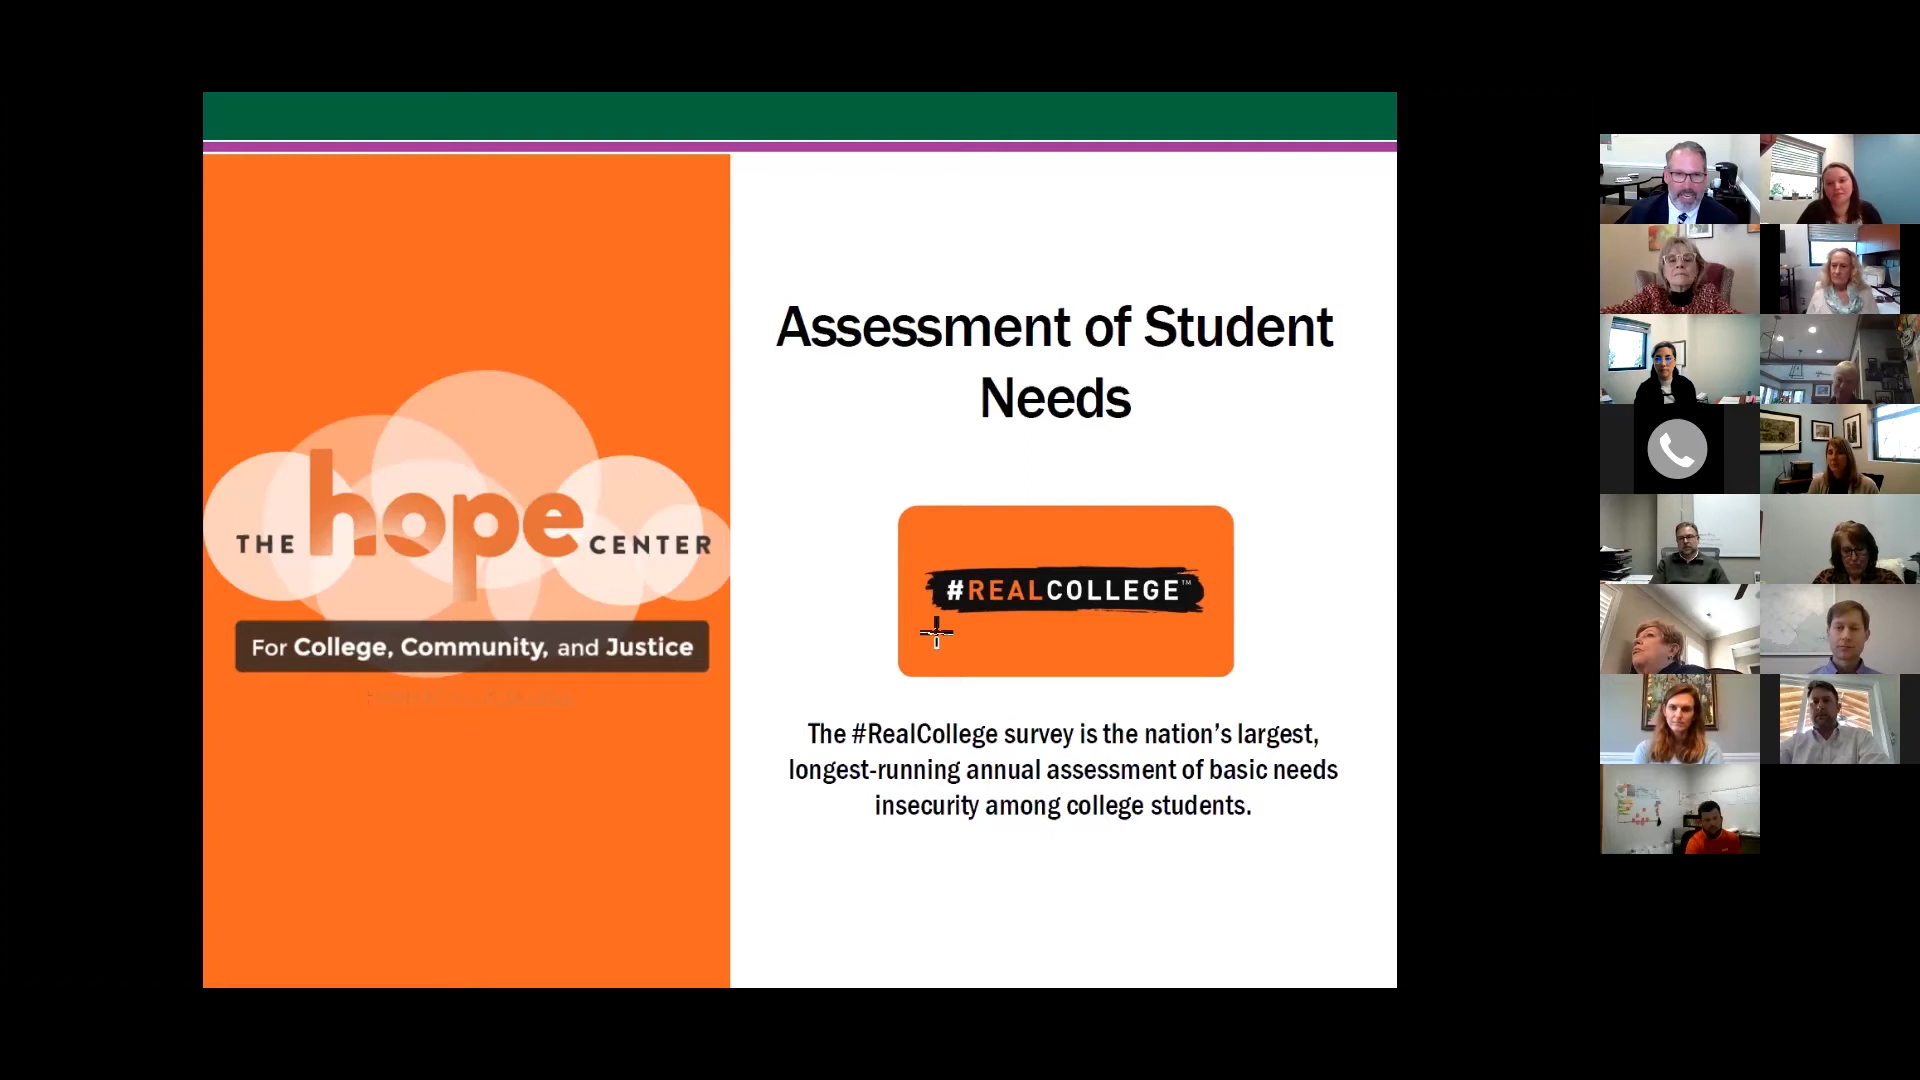 THE hope CENTER
For College, Community, and Justice
Assessment of Student
Needs
#REALCOLLEGE™
The #RealCollege survey is the nation’s largest,
longest-running annual assessment of basic needs
insecurity among college students.